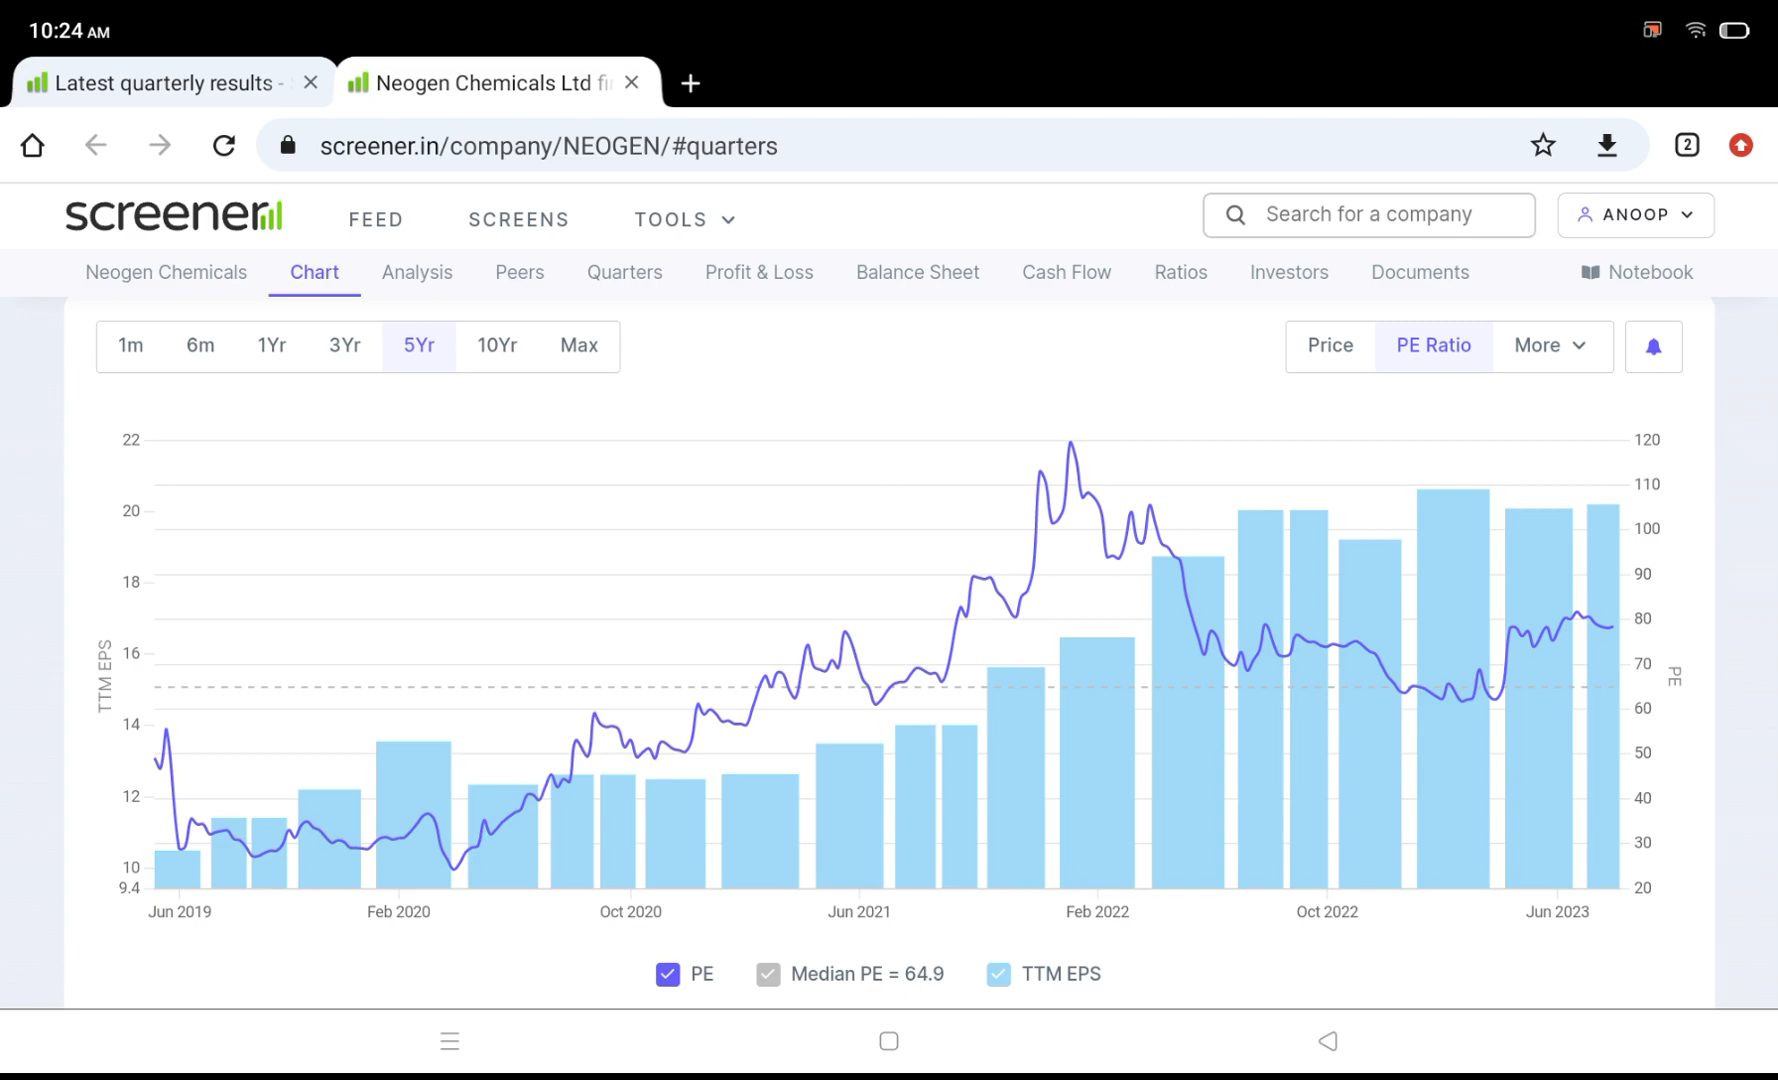 10:24 AM
Latest quarterly results -
Neogen Chemicals Ltd fi
screener.in/company/NEOGEN/#quarters
2
screener
FEED
SCREENS
TOOLS
Search for a company
ANOOP
Neogen Chemicals
Chart
Analysis
Peers
Quarters
Profit & Loss
Balance Sheet
Cash Flow
Ratios
Investors
Documents
Notebook
1m
6m
1Yr
3Yr
5Yr
10Yr
Max
Price
PE Ratio
More
22
20
18
16
14
12
10
9.4
TTM EPS
120
110
100
90
80
70
60
50
40
30
20
PE
Jun 2019
Feb 2020
Oct 2020
Jun 2021
Feb 2022
Oct 2022
Jun 2023
PE
Median PE = 64.9
TTM EPS